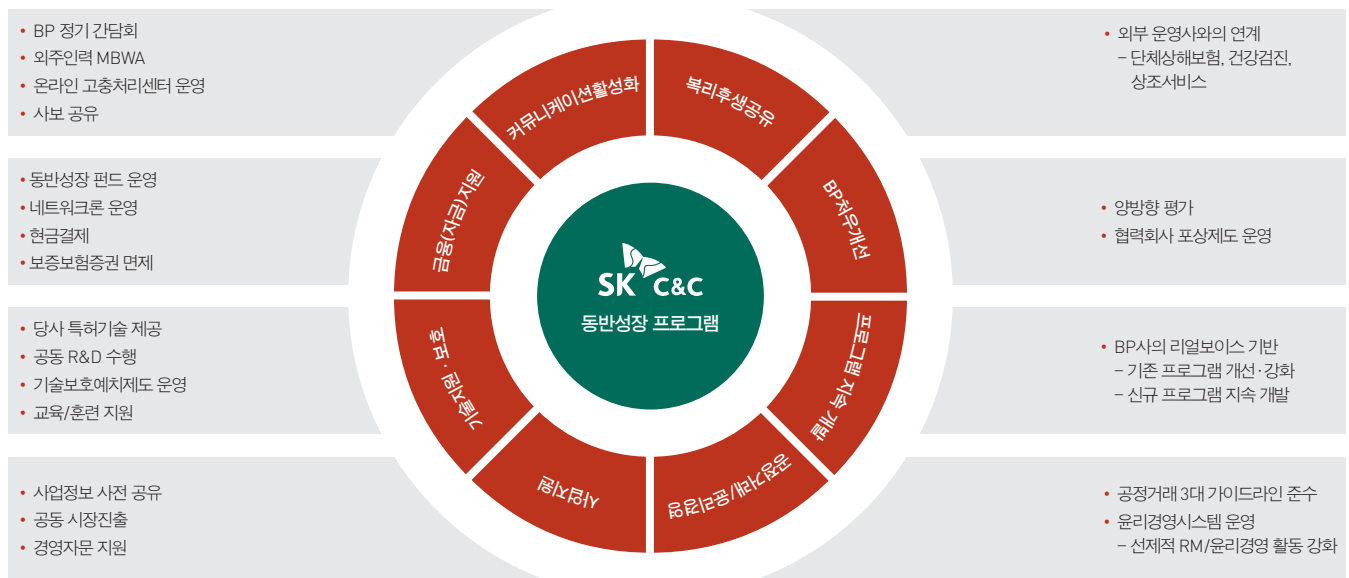 • BP 정기 간담회
• 외주인력 MBWA
• 온라인 고충처리센터 운영
• 사보 공유
• 동반성장 펀드 운영
• 네트워크론 운영
• 현금결제
• 보증보험증권 면제
• 당사 특허기술 제공
• 공동 R&D 수행
• 기술보호예치제도 운영
• 교육/훈련 지원
• 사업정보 사전 공유
• 공동 시장진출
• 경영자문 지원
커뮤니케이션활성화
복리후생공유
금융(자금)지원
BP처우개선
SK C&C
동반성장 프로그램
기술지원·보호
프로그램 지속 개발
사업지원
공정거래/윤리경영
• 외부 운영사와의 연계
– 단체상해보험, 건강검진,
상조서비스
• 양방향 평가
• 협력회사 포상제도 운영
• BP사의 리얼보이스 기반
– 기존 프로그램 개선·강화
– 신규 프로그램 지속 개발
• 공정거래 3대 가이드라인 준수
• 윤리경영시스템 운영
– 선제적 RM/윤리경영 활동 강화